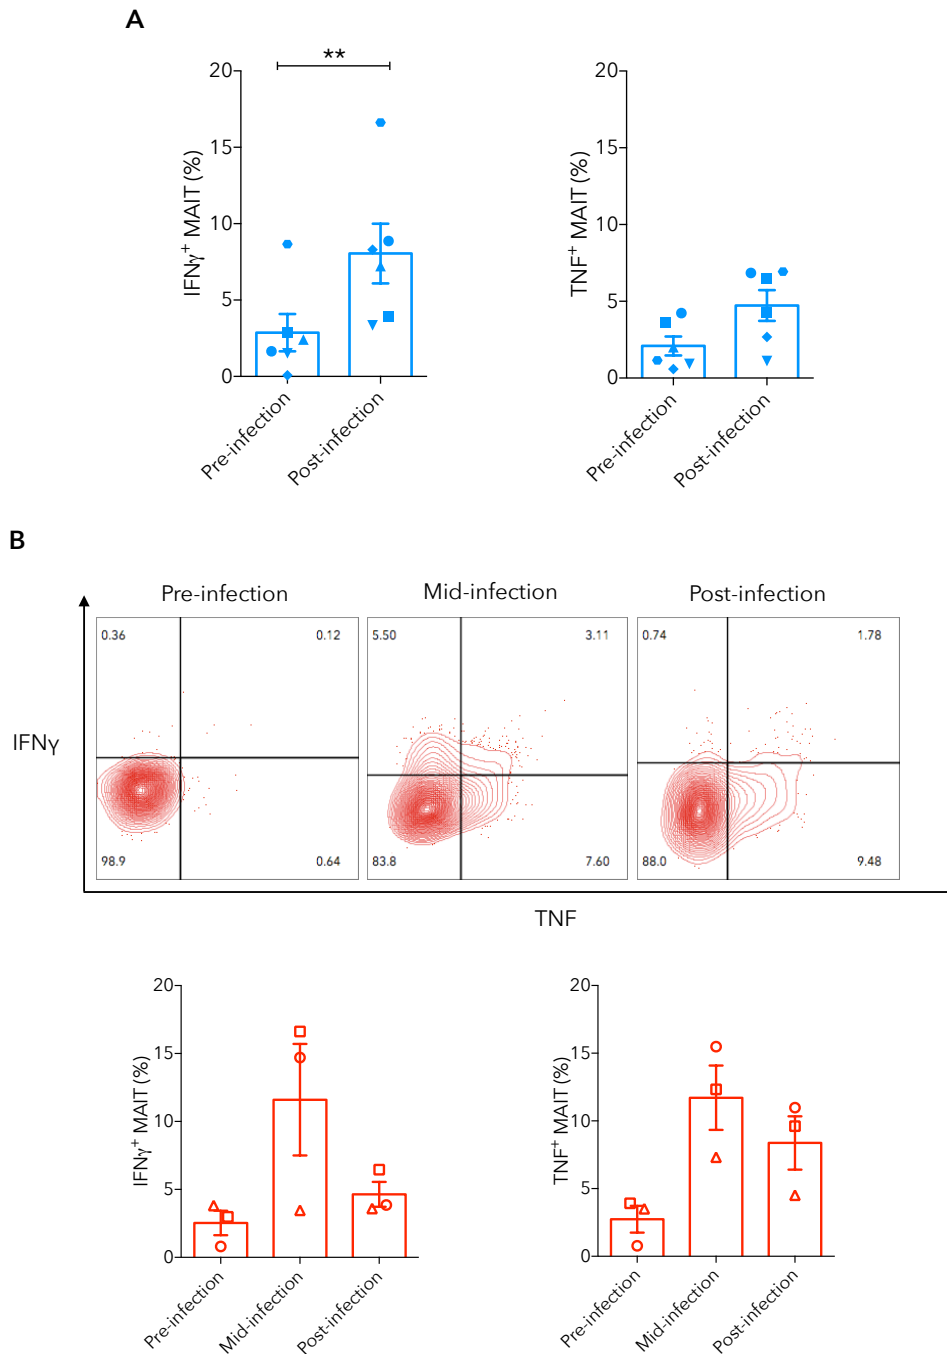 A
**
20
15
10
5
0
IFNγ+ MAIT (%)
Pre-infection
Post-infection
20
15
10
5
0
TNF+ MAIT (%)
Pre-infection
Post-infection
B
Pre-infection
Mid-infection
Post-infection
IFNγ
0.36
0.12
98.9
0.64
5.50
3.11
83.8
7.60
0.74
1.78
88.0
9.48
TNF
20
15
10
5
0
IFNγ+ MAIT (%)
Pre-infection
Mid-infection
Post-infection
20
15
10
5
0
TNF+ MAIT (%)
Pre-infection
Mid-infection
Post-infection